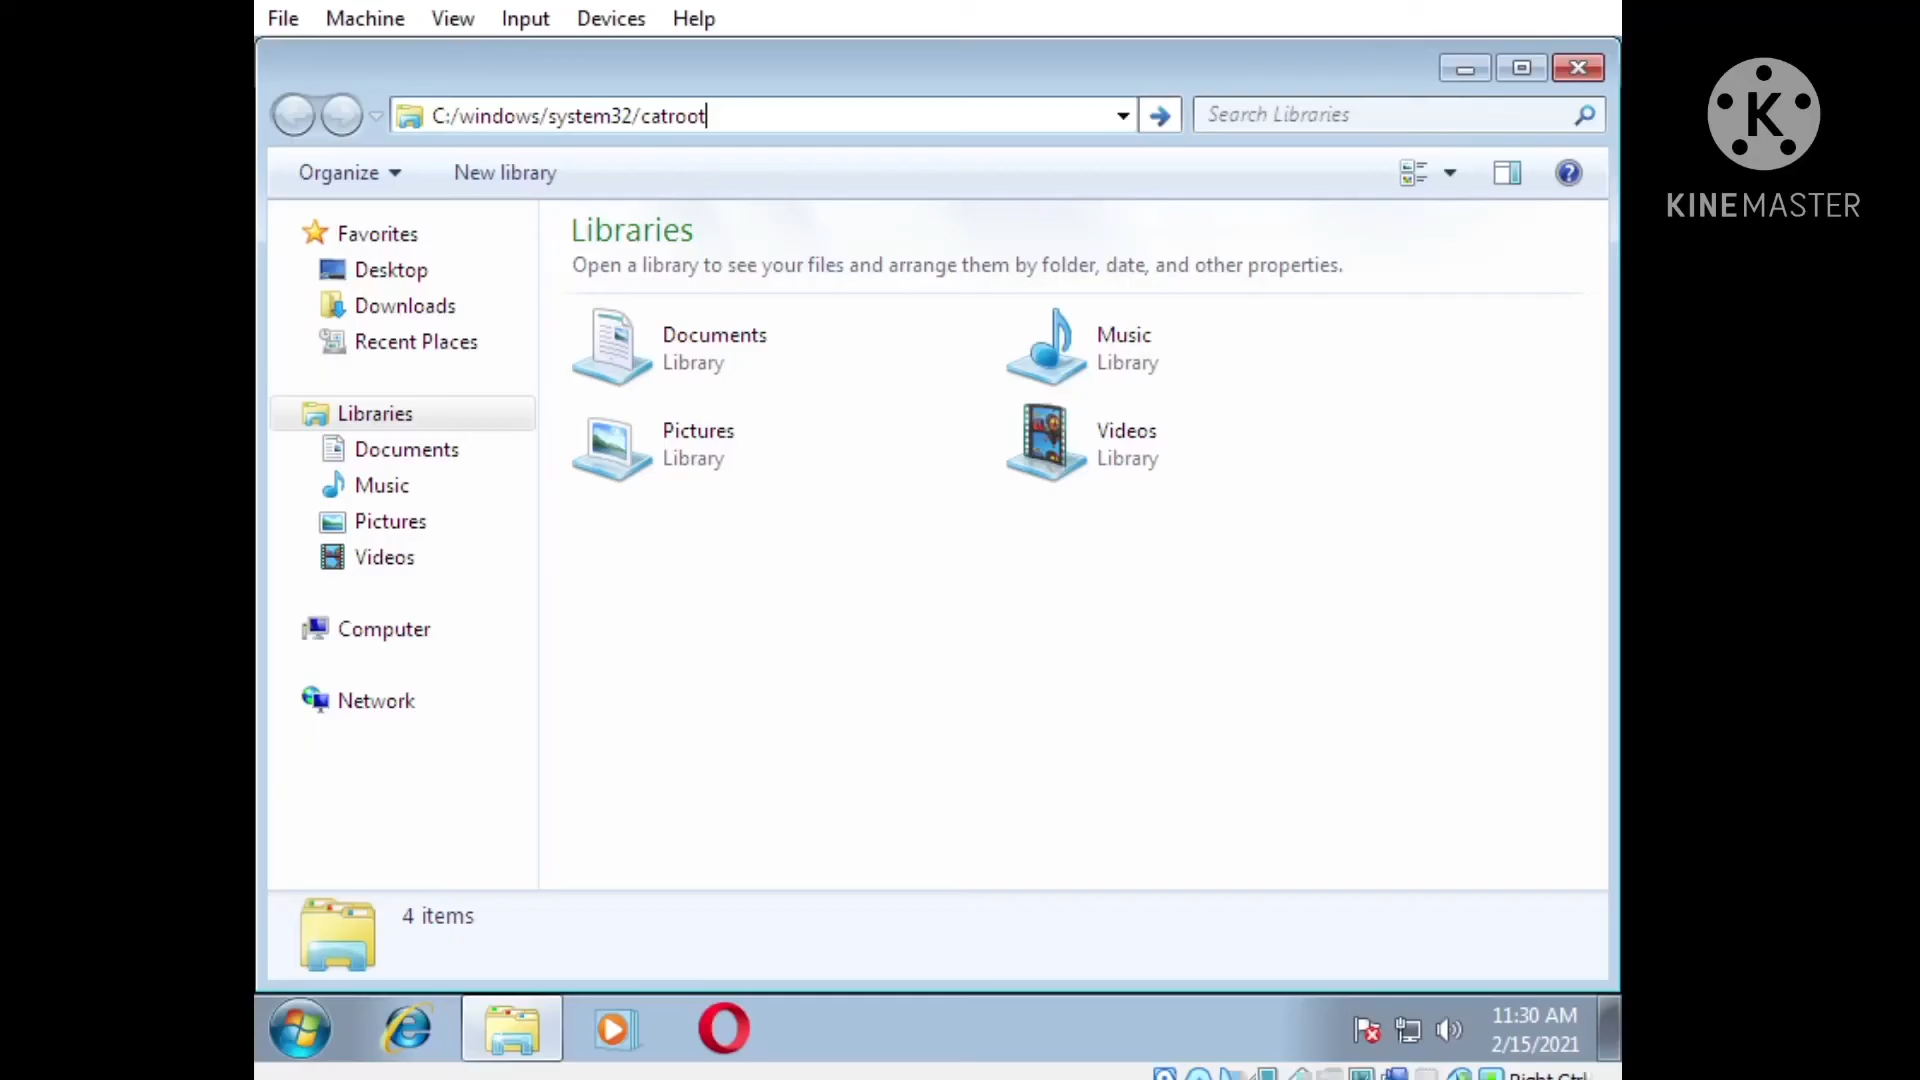 File Machine View Input Devices Help
C:/windows/system32/catroot
Search Libraries
Organize New library
Favorites
Desktop
Downloads
Recent Places
Libraries
Documents
Music
Pictures
Videos
Computer
Network
Libraries
Open a library to see your files and arrange them by folder, date, and other properties.
Documents
Library
Music
Library
Pictures
Library
Videos
Library
4 items
11:30 AM
2/15/2021
Right Ctrl
K
KINEMASTER